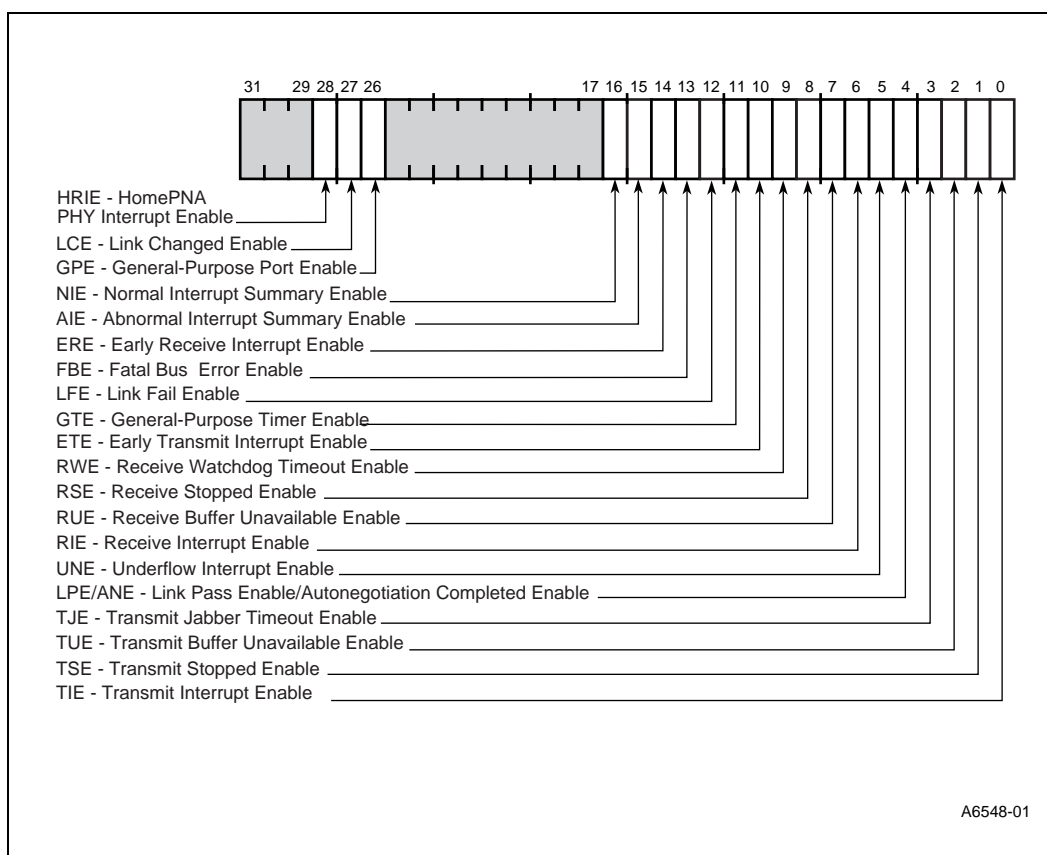 31 29 28 27 26 17 16 15 14 13 12 11 10 9 8 7 6 5 4 3 2 1 0
HRIE - HomePNA
PHY Interrupt Enable
LCE - Link Changed Enable
GPE - General-Purpose Port Enable
NIE - Normal Interrupt Summary Enable
AIE - Abnormal Interrupt Summary Enable
ERE - Early Receive Interrupt Enable
FBE - Fatal Bus Error Enable
LFE - Link Fail Enable
GTE - General-Purpose Timer Enable
ETE - Early Transmit Interrupt Enable
RWE - Receive Watchdog Timeout Enable
RSE - Receive Stopped Enable
RUE - Receive Buffer Unavailable Enable
RIE - Receive Interrupt Enable
UNE - Underflow Interrupt Enable
LPE/ANE - Link Pass Enable/Autonegotiation Completed Enable
TJE - Transmit Jabber Timeout Enable
TUE - Transmit Buffer Unavailable Enable
TSE - Transmit Stopped Enable
TIE - Transmit Interrupt Enable
A6548-01